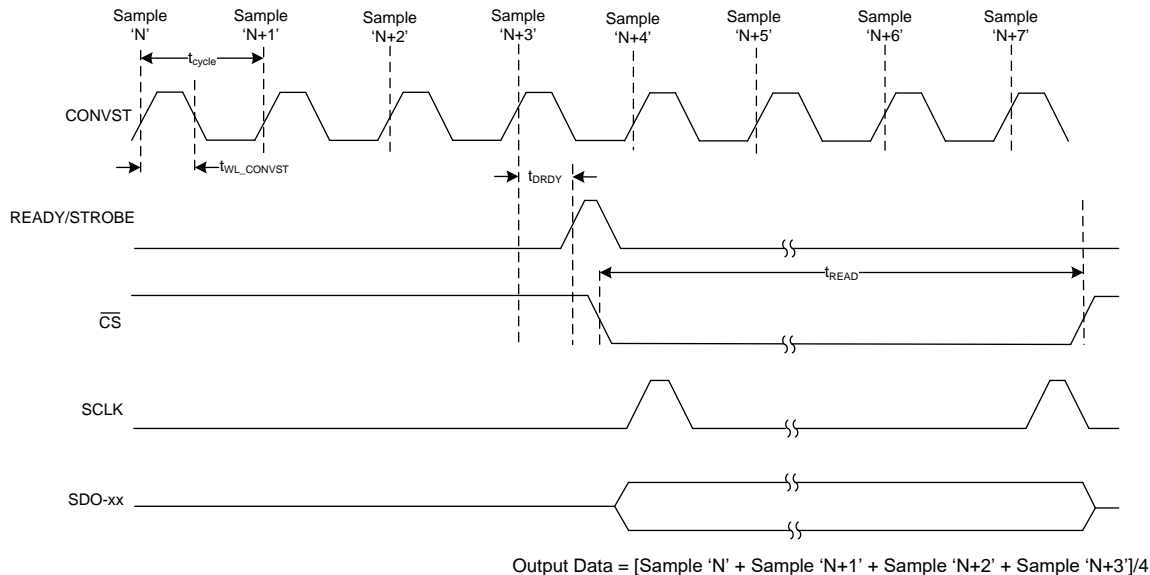 Sample Sample Sample Sample Sample Sample Sample Sample
‘N’ ‘N+1’ ‘N+2’ ‘N+3’ ‘N+4’ ‘N+5’ ‘N+6’ ‘N+7’
tcycle
CONVST
tWL_CONVST
tDRDY
READY/STROBE
tREAD
CS
SCLK
SDO-xx
Output Data = [Sample ‘N’ + Sample ‘N+1’ + Sample ‘N+2’ + Sample ‘N+3’]/4